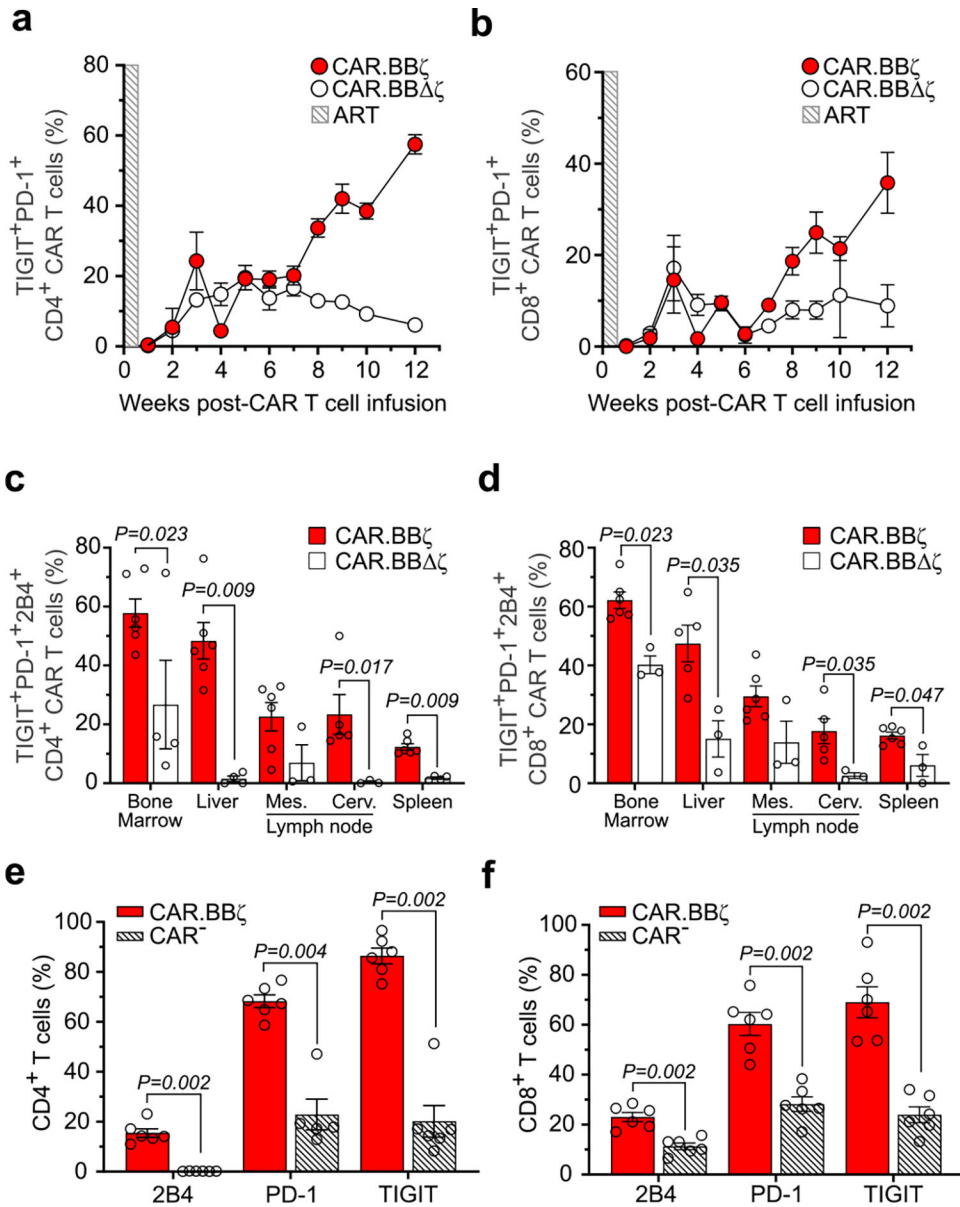 a
80
60
40
20
0
TIGIT⁺PD-1⁺
CD4⁺ CAR T cells (%)
CAR.BBζ
CAR.BBΔζ
ART
0 2 4 6 8 10 12
Weeks post-CAR T cell infusion
b
60
40
20
0
TIGIT⁺PD-1⁺
CD8⁺ CAR T cells (%)
CAR.BBζ
CAR.BBΔζ
ART
0 2 4 6 8 10 12
Weeks post-CAR T cell infusion
c
80
60
40
20
0
TIGIT⁺PD-1⁺2B4⁺
CD4⁺ CAR T cells (%)
CAR.BBζ
CAR.BBΔζ
P=0.023
P=0.009
P=0.017
P=0.009
Bone Liver Mes. Cerv. Spleen
Marrow Lymph node
d
80
60
40
20
0
TIGIT⁺PD-1⁺2B4⁺
CD8⁺ CAR T cells (%)
CAR.BBζ
CAR.BBΔζ
P=0.023
P=0.035
P=0.035
P=0.047
Bone Liver Mes. Cerv. Spleen
Marrow Lymph node
e
100
80
60
40
20
0
CD4⁺ T cells (%)
CAR.BBζ
CAR⁻
P=0.002
P=0.004
P=0.002
2B4 PD-1 TIGIT
f
100
80
60
40
20
0
CD8⁺ T cells (%)
CAR.BBζ
CAR⁻
P=0.002
P=0.002
P=0.002
2B4 PD-1 TIGIT